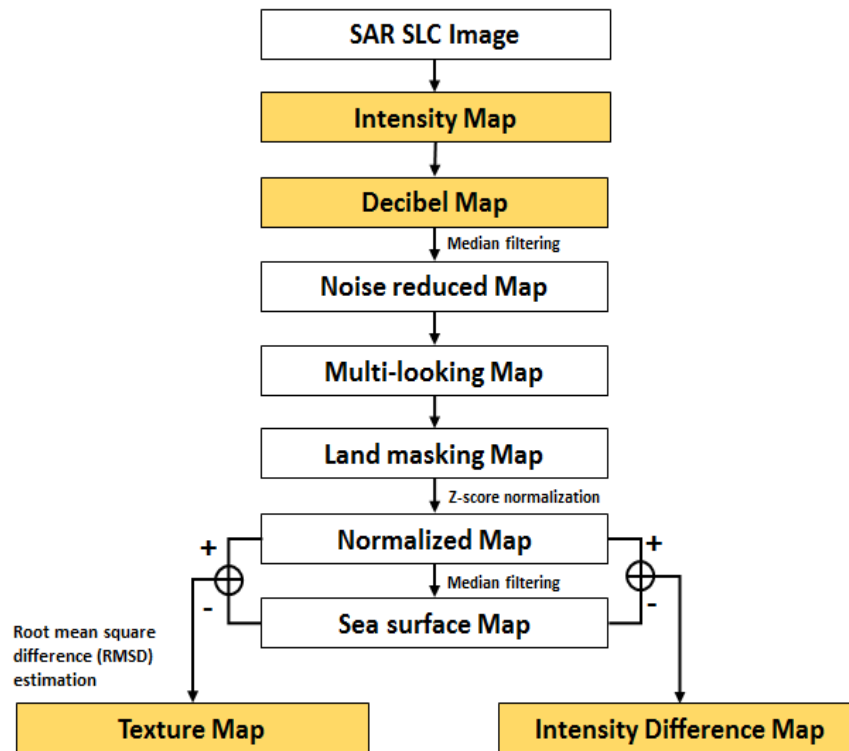 SAR SLC Image
Intensity Map
Decibel Map
Median filtering
Noise reduced Map
Multi-looking Map
Land masking Map
Z-score normalization
Normalized Map
+
+
Median filtering
-
-
Sea surface Map
Root mean square
difference (RMSD)
estimation
Texture Map
Intensity Difference Map